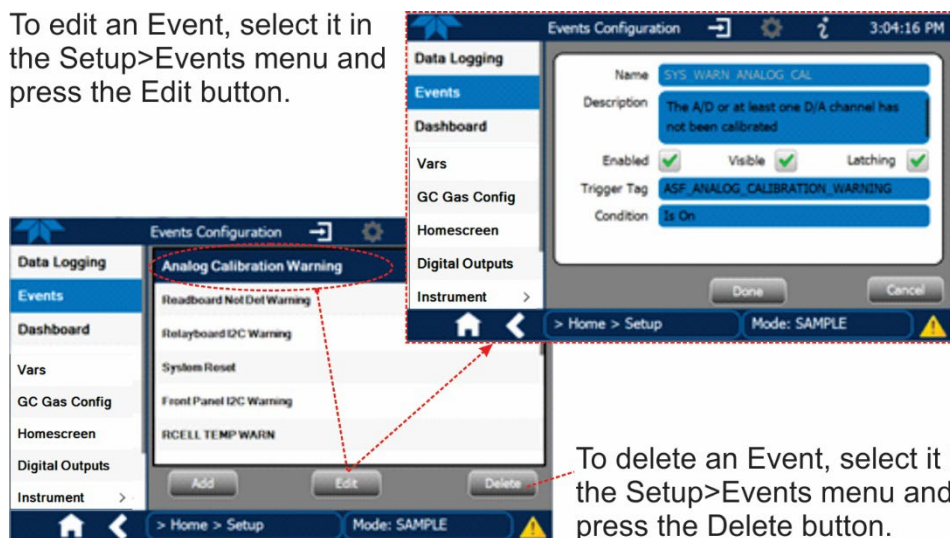 To edit an Event, select it in
the Setup>Events menu and
press the Edit button.
Events Configuration
3:04:16 PM
Data Logging
Events
Dashboard
Vars
GC Gas Config
Homescreen
Digital Outputs
Instrument >
Name SYS_WARN_ANALOG_CAL
Description The A/D or at least one D/A channel has
not been calibrated
Enabled Visible Latching
Trigger Tag ASF_ANALOG_CALIBRATION_WARNING
Condition Is On
Done Cancel
> Home > Setup Mode: SAMPLE
Events Configuration
Data Logging
Events
Dashboard
Vars
GC Gas Config
Homescreen
Digital Outputs
Instrument >
Analog Calibration Warning
Readboard Not Det Warning
Relayboard I2C Warning
System Reset
Front Panel I2C Warning
RCELL TEMP WARN
Add Edit Delete
> Home > Setup Mode: SAMPLE
To delete an Event, select it
the Setup>Events menu and
press the Delete button.